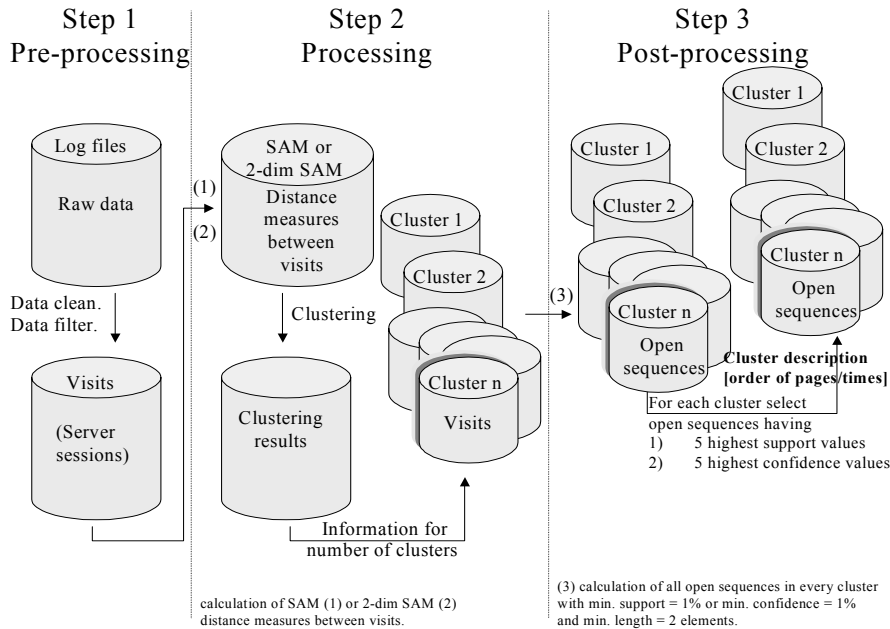 Step 1
Pre-processing
Log files
Raw data
Data clean.
Data filter.
Visits
(Server
sessions)
Step 2
Processing
(1)
(2)
SAM or
2-dim SAM
Distance
measures
between
visits
Clustering
Clustering
results
Cluster 1
Cluster 2
Cluster n
Visits
Information for
number of clusters
calculation of SAM (1) or 2-dim SAM (2)
distance measures between visits.
Step 3
Post-processing
(3)
Cluster 1
Cluster 2
Cluster n
Open
sequences
Cluster 1
Cluster 2
Cluster n
Open
sequences
Cluster description
[order of pages/times]
For each cluster select
open sequences having
1) 5 highest support values
2) 5 highest confidence values
(3) calculation of all open sequences in every cluster
with min. support = 1% or min. confidence = 1%
and min. length = 2 elements.